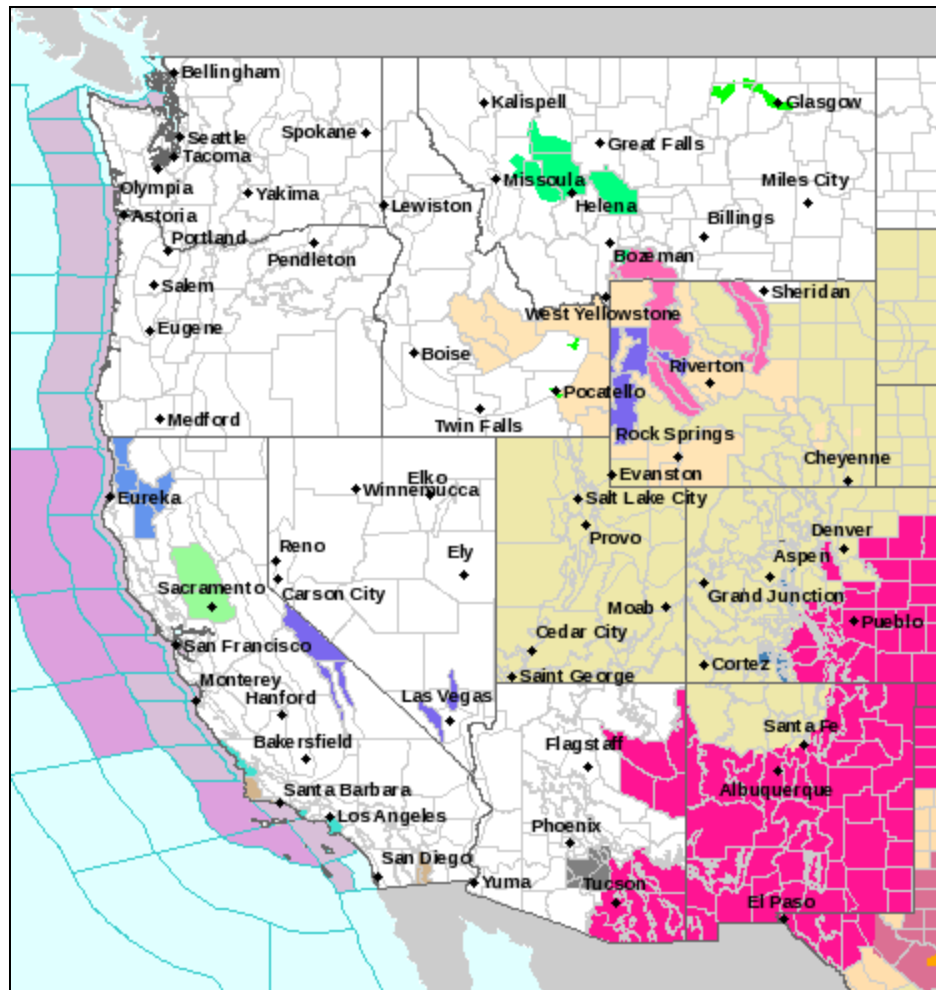 Bellingham
Kalispell
Glasgow
Seattle
Spokane
Great Falls
Tacoma
Olympia
Missoula
Miles City
Yakima
Helena
Lewiston
Astoria
Billings
Portland
Pendleton
Bozeman
Salem
Sheridan
West Yellowstone
Eugene
Boise
Riverton
Pocatello
Medford
Twin Falls
Rock Springs
Cheyenne
Elko
Evanston
Winnemucca
Eureka
Salt Lake City
Denver
Provo
Reno
Ely
Aspen
Sacramento
Carson City
Grand Junction
Moab
Pueblo
Cedar City
San Francisco
Cortez
Saint George
Monterey
Hanford
Las Vegas
Santa Fe
Bakersfield
Flagstaff
Albuquerque
Santa Barbara
Los Angeles
Phoenix
San Diego
Yuma
Tucson
El Paso